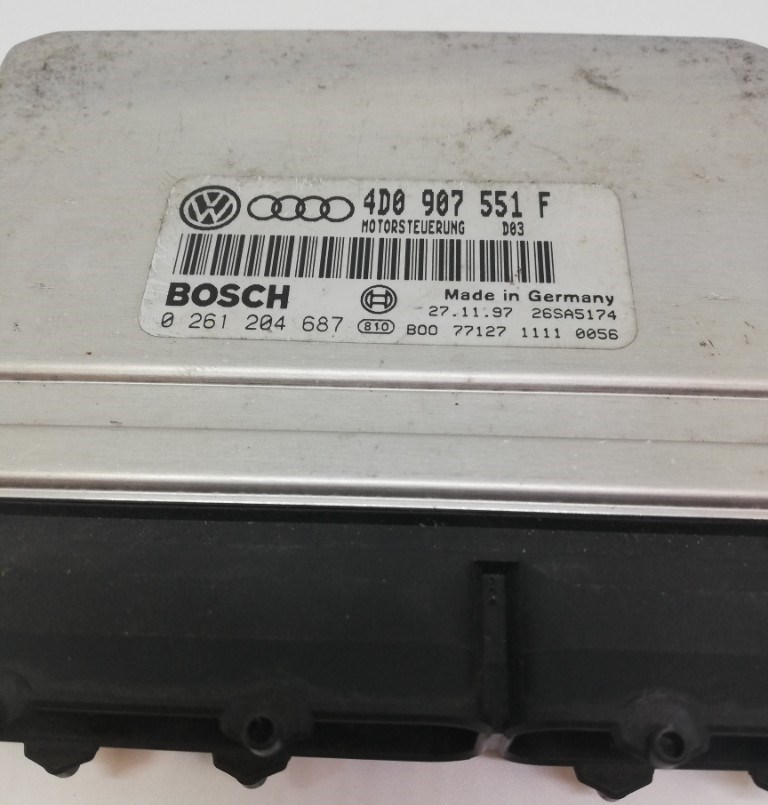 4D0 907 551 F
MOTORSTEUERUNG D03
BOSCH Made in Germany
27.11.97 26SA5174
0 261 204 687 810 B00 77127 1111 0056